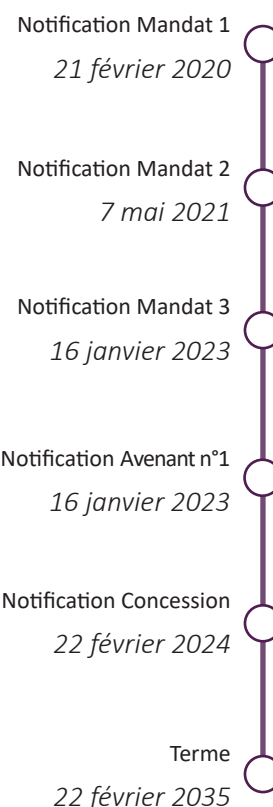 Notification Mandat 1
21 février 2020
Notification Mandat 2
7 mai 2021
Notification Mandat 3
16 janvier 2023
Notification Avenant n°1
16 janvier 2023
Notification Concession
22 février 2024
Terme
22 février 2035